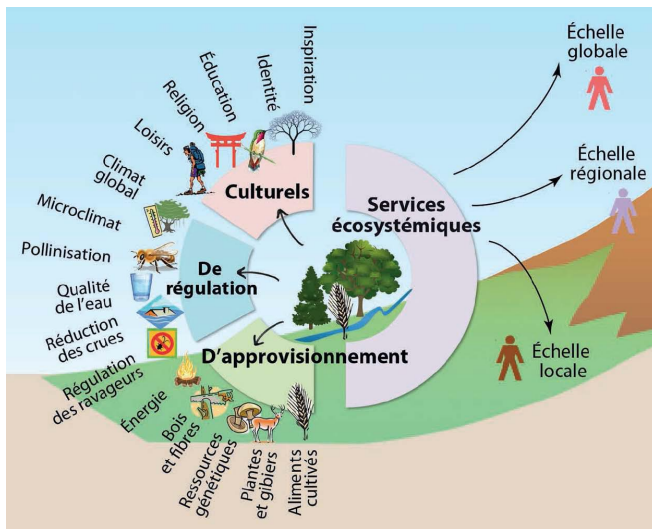 Inspiration
Identité
Éducation
Religion
Loisirs
Climat
global
Microclimat
Pollinisation
Qualité
de l'eau
Réduction
des crues
Régulation
des ravageurs
Énergie
Bois
et fibres
Ressources
génétiques
Plantes
et gibiers
Aliments
cultivés
Culturels
De
régulation
D'approvisionnement
Services
écosystémiques
Échelle
globale
Échelle
régionale
Échelle
locale